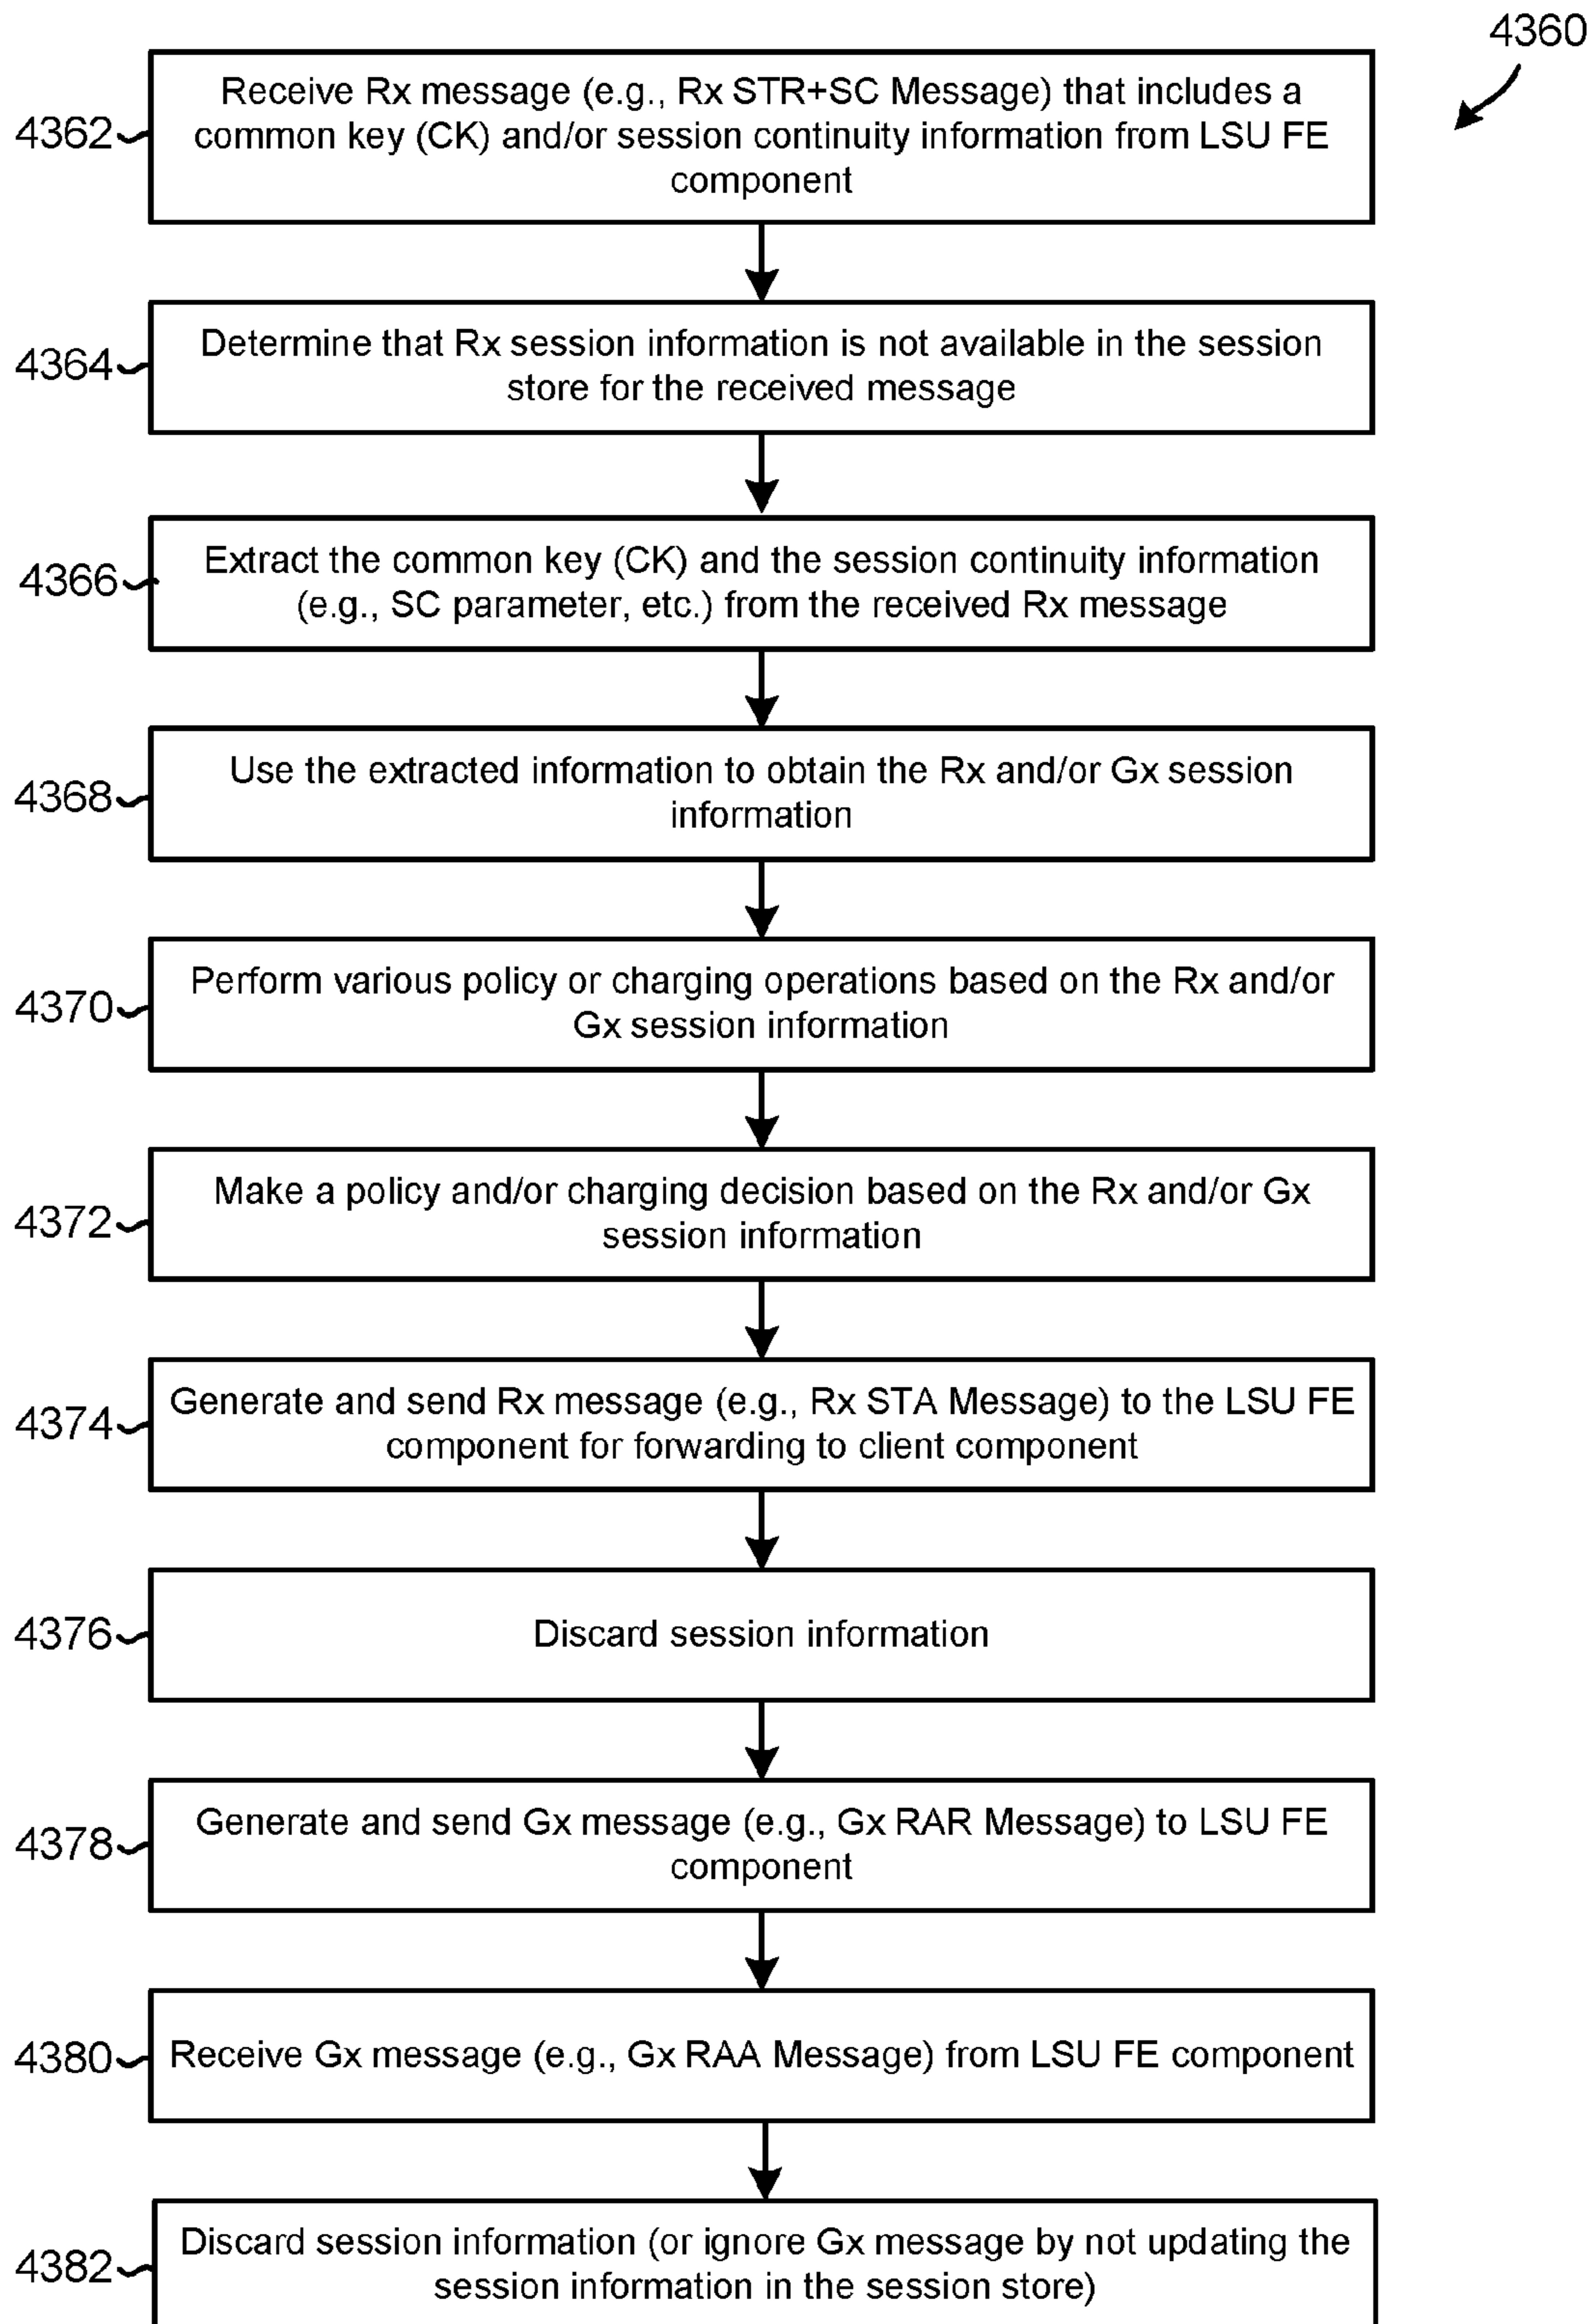 4360
4362
Receive Rx message (e.g., Rx STR+SC Message) that includes a
common key (CK) and/or session continuity information from LSU FE
component
4364
Determine that Rx session information is not available in the session
store for the received message
4366
Extract the common key (CK) and the session continuity information
(e.g., SC parameter, etc.) from the received Rx message
4368
Use the extracted information to obtain the Rx and/or Gx session
information
4370
Perform various policy or charging operations based on the Rx and/or
Gx session information
4372
Make a policy and/or charging decision based on the Rx and/or Gx
session information
4374
Generate and send Rx message (e.g., Rx STA Message) to the LSU FE
component for forwarding to client component
4376
Discard session information
4378
Generate and send Gx message (e.g., Gx RAR Message) to LSU FE
component
4380
Receive Gx message (e.g., Gx RAA Message) from LSU FE component
4382
Discard session information (or ignore Gx message by not updating the
session information in the session store)